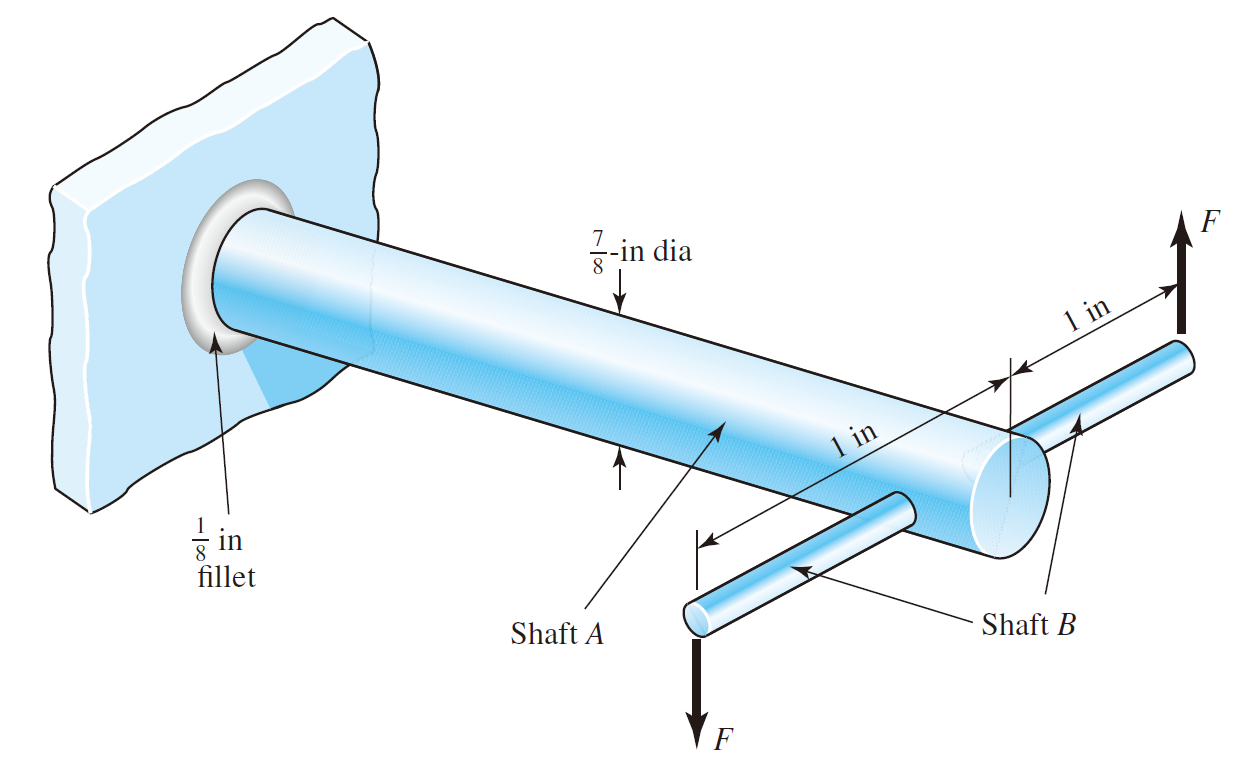 F
7/8-in dia
1 in
1 in
1/8 in
fillet
Shaft A
Shaft B
F